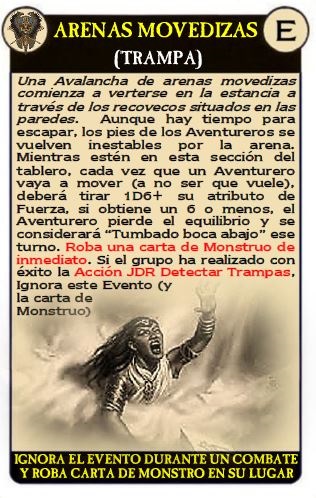 ARENAS MOVEDIZAS
E
(TRAMPA)
Una Avalancha de arenas movedizas
comienza a verterse en la estancia a
través de los recovecos situados en las
paredes. Aunque hay tiempo para
escapar, los pies de los Aventureros se
vuelven inestables por la arena.
Mientras estén en esta sección del
tablero, cada vez que un Aventurero
vaya a mover (a no ser que vuele),
deberá tirar 1D6+ su atributo de
Fuerza, si obtiene un 6 o menos, el
Aventurero pierde el equilibrio y se
considerará “Tumbado boca abajo” ese
turno. Roba una carta de Monstruo de
inmediato. Si el grupo ha realizado con
éxito la Acción JDR Detectar Trampas,
Ignora este Evento (y
la carta de
Monstruo)
IGNORA EL EVENTO DURANTE UN COMBATE
Y ROBA CARTA DE MONSTRO EN SU LUGAR